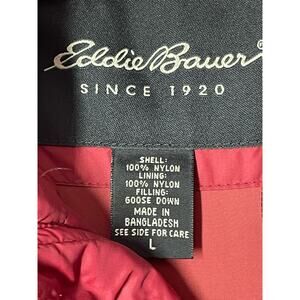 Eddie Bauer®
SINCE 1920
SHELL:
100% NYLON
LINING:
100% NYLON
FILLING:
GOOSE DOWN
MADE IN
BANGLADESH
SEE SIDE FOR CARE
L